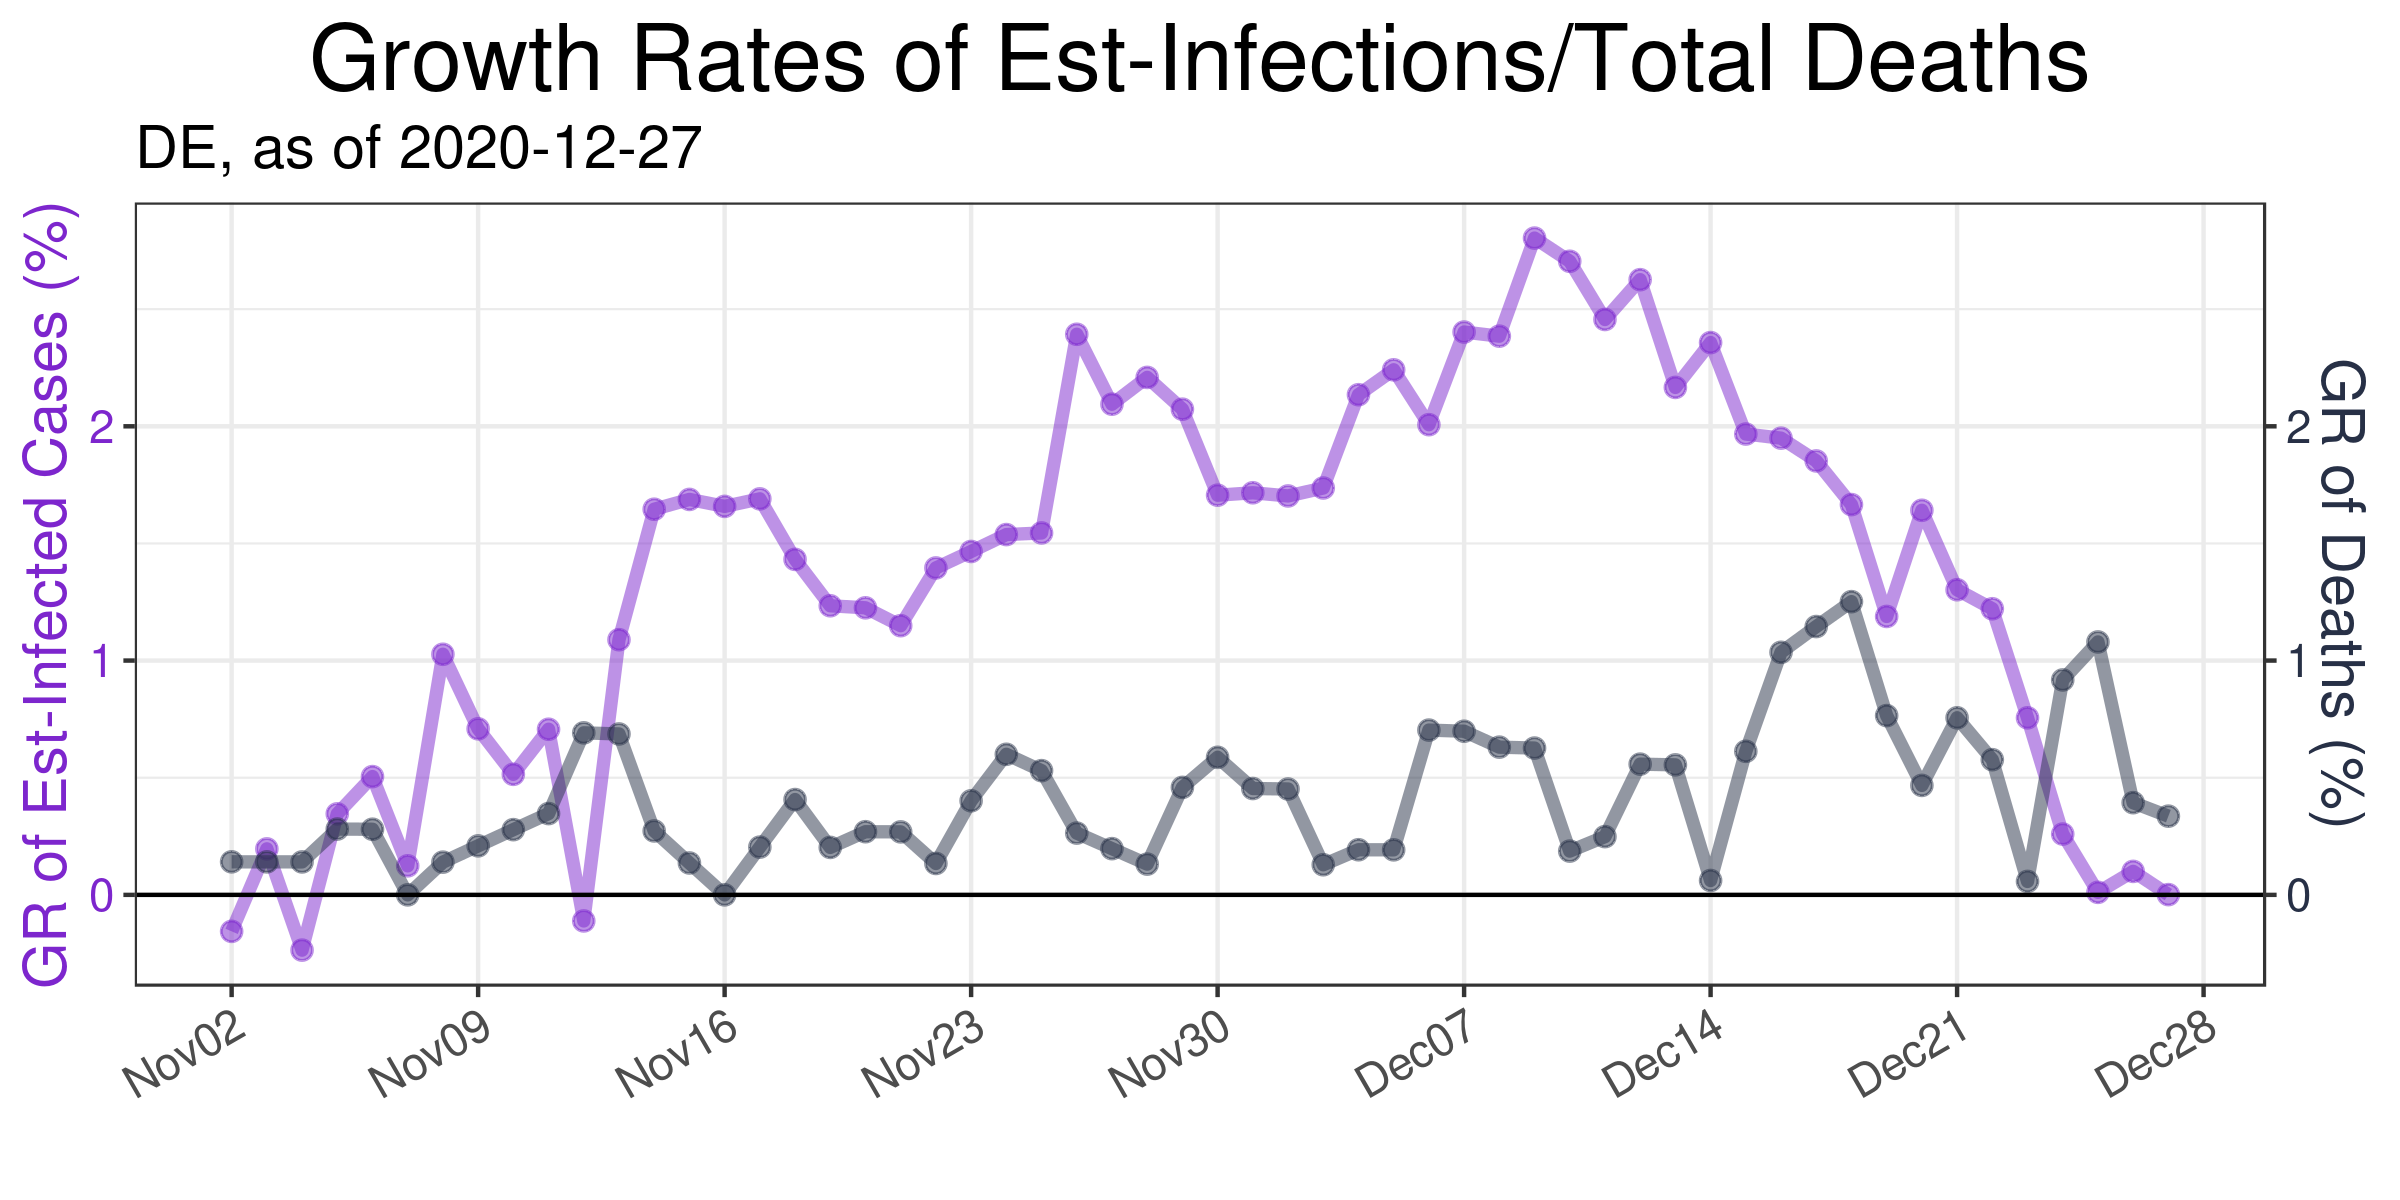 Growth Rates of Est-Infections/Total Deaths
DE, as of 2020-12-27
GR of Est-Infected Cases (%)
2
1
0
2
1
0
GR of Deaths (%)
Nov02
Nov09
Nov16
Nov23
Nov30
Dec07
Dec14
Dec21
Dec28